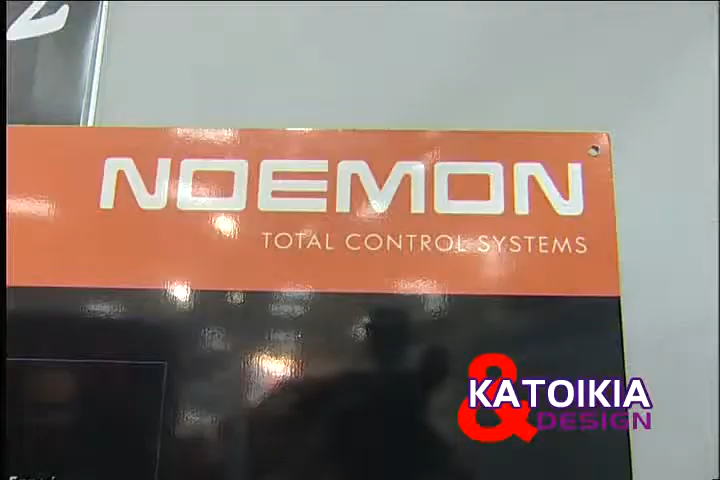 NOEMON
TOTAL CONTROL SYSTEMS
&
KATOIKIA
DESIGN